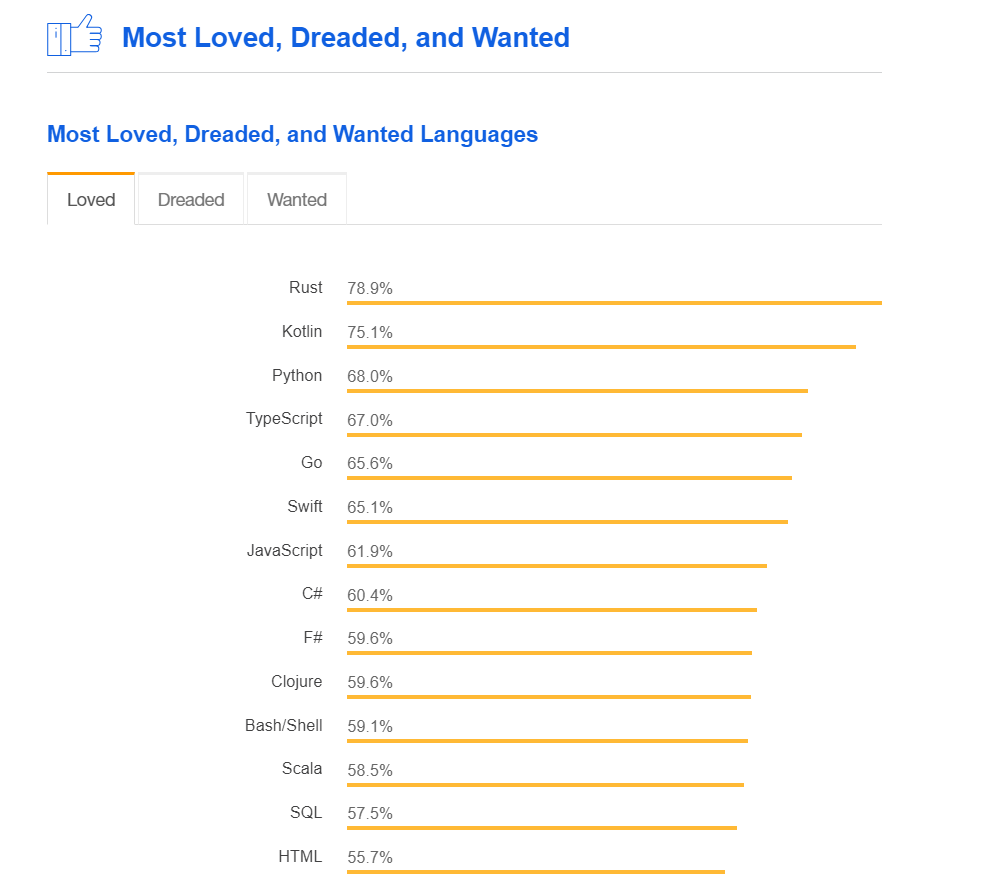 Most Loved, Dreaded, and Wanted
Most Loved, Dreaded, and Wanted Languages
Loved Dreaded Wanted
Rust 78.9%
Kotlin 75.1%
Python 68.0%
TypeScript 67.0%
Go 65.6%
Swift 65.1%
JavaScript 61.9%
C# 60.4%
F# 59.6%
Clojure 59.6%
Bash/Shell 59.1%
Scala 58.5%
SQL 57.5%
HTML 55.7%